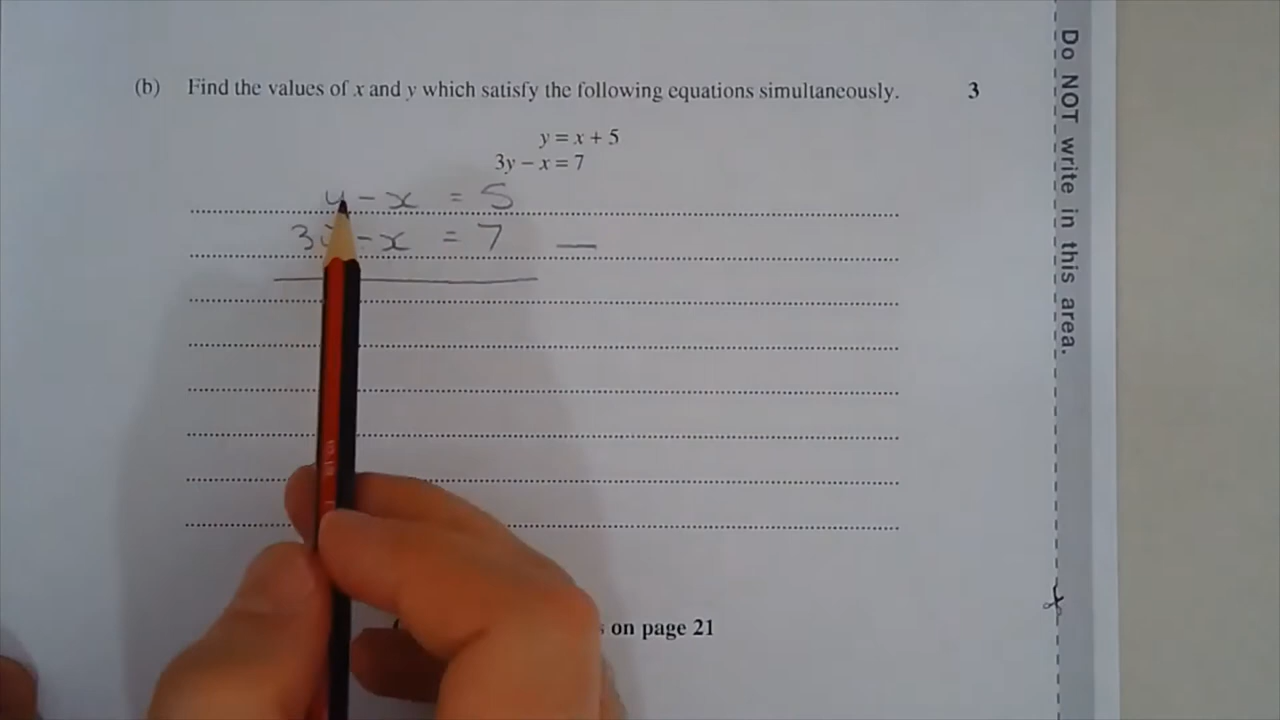 (b) Find the values of x and y which satisfy the following equations simultaneously. 3
y = x + 5
3y – x = 7
y - x = 5
3y - x = 7 —
on page 21
Do NOT write in this area.